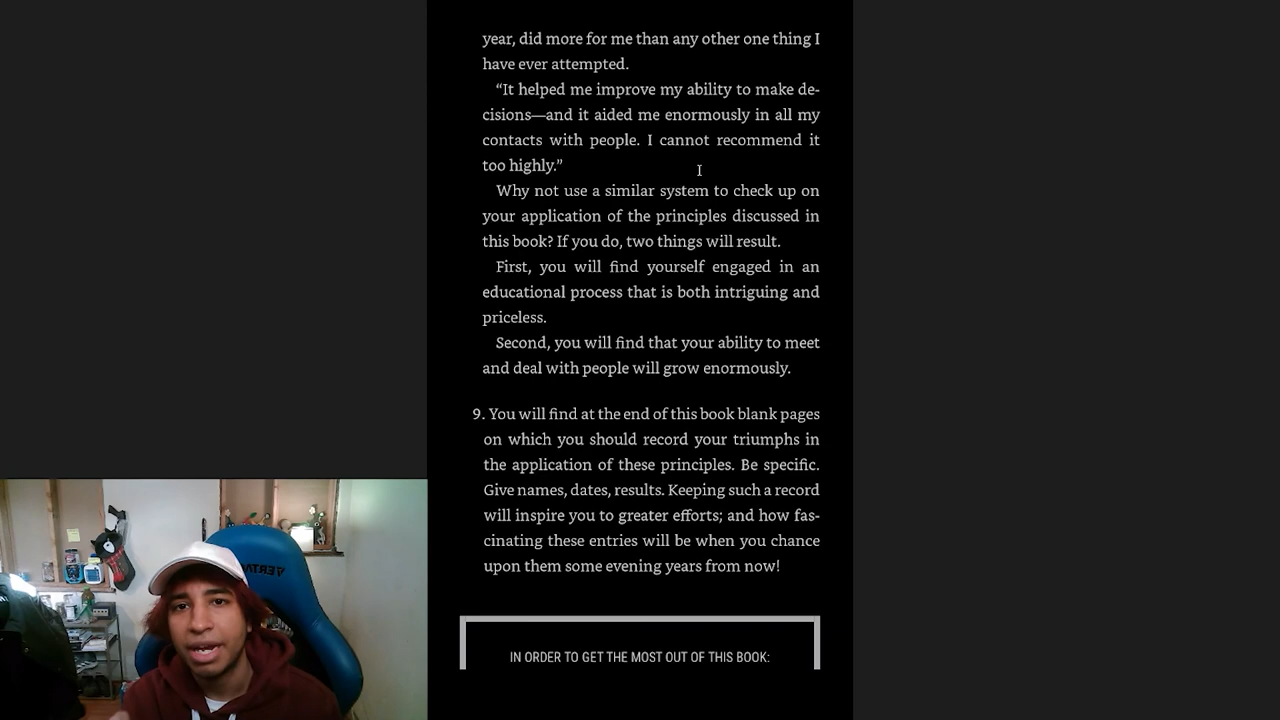 year, did more for me than any other one thing I
have ever attempted.
“It helped me improve my ability to make de-
cisions—and it aided me enormously in all my
contacts with people. I cannot recommend it
too highly.”
Why not use a similar system to check up on
your application of the principles discussed in
this book? If you do, two things will result.
First, you will find yourself engaged in an
educational process that is both intriguing and
priceless.
Second, you will find that your ability to meet
and deal with people will grow enormously.
9. You will find at the end of this book blank pages
on which you should record your triumphs in
the application of these principles. Be specific.
Give names, dates, results. Keeping such a record
will inspire you to greater efforts; and how fas-
cinating these entries will be when you chance
upon them some evening years from now!
IN ORDER TO GET THE MOST OUT OF THIS BOOK: